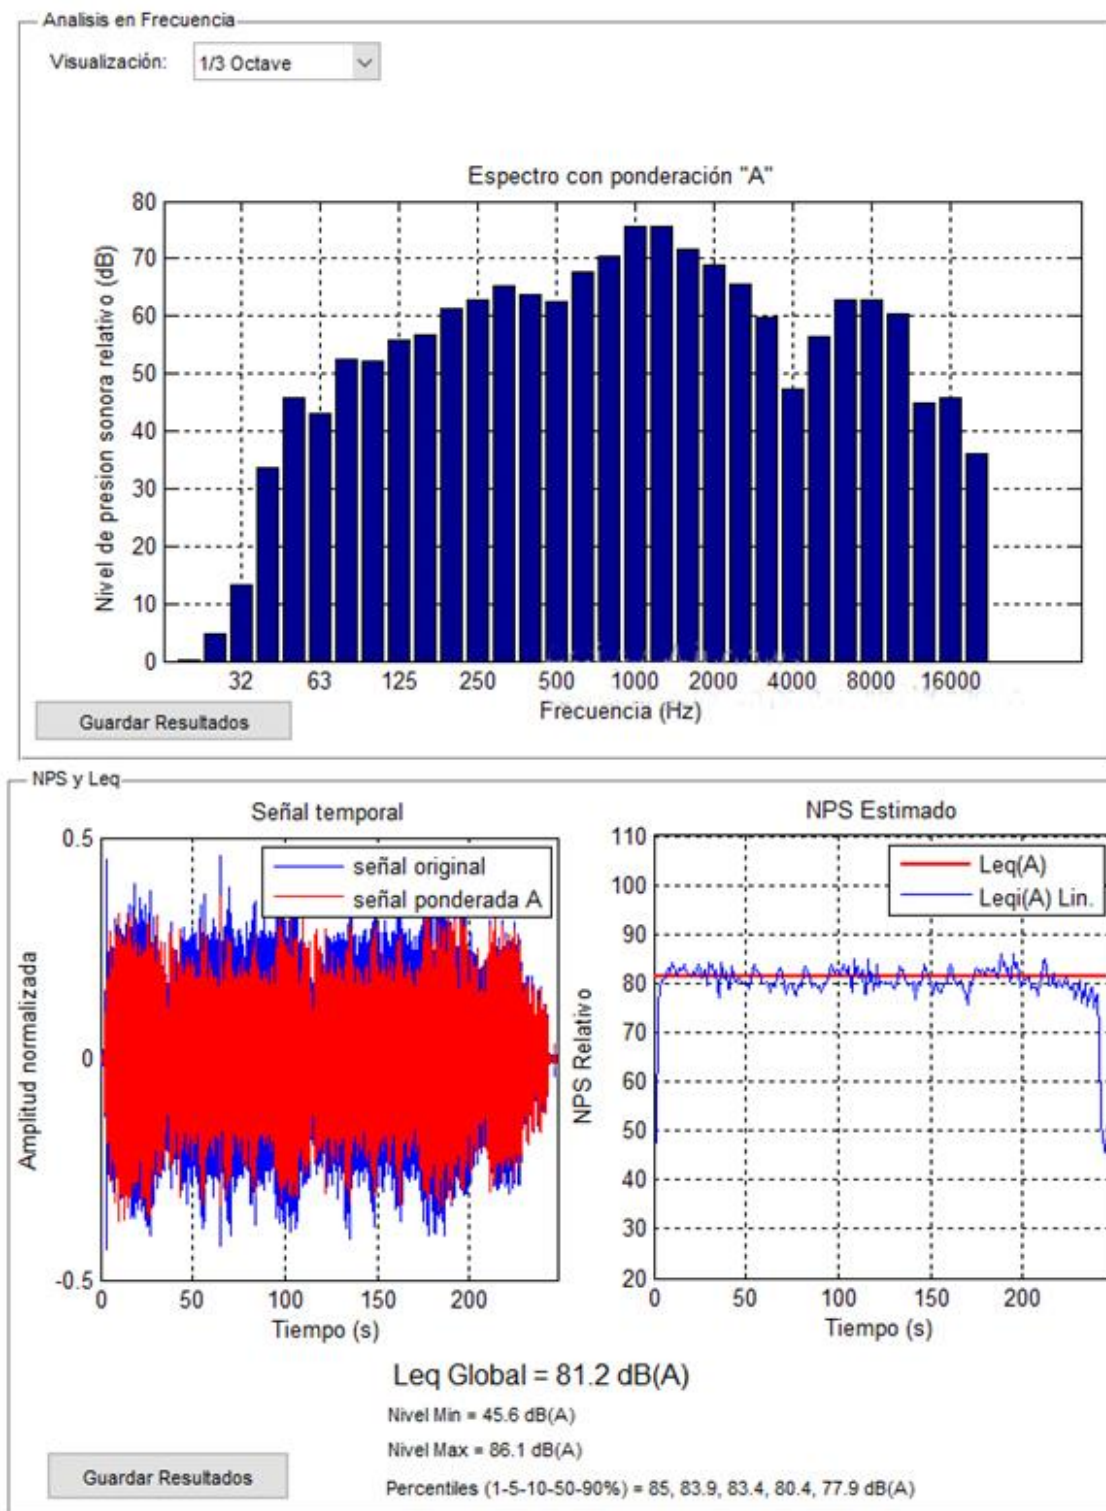 Analisis en Frecuencia
Visualización: 1/3 Octave
Espectro con ponderación "A"
Nivel de presion sonora relativo (dB)
80
70
60
50
40
30
20
10
0
32 63 125 250 500 1000 2000 4000 8000 16000
Frecuencia (Hz)
Guardar Resultados
NPS y Leq
Señal temporal
Amplitud normalizada
0.5
0
-0.5
señal original
señal ponderada A
0 50 100 150 200
Tiempo (s)
NPS Estimado
NPS Relativo
110
100
90
80
70
60
50
40
30
20
Leq(A)
Leqi(A) Lin.
0 50 100 150 200
Tiempo (s)
Leq Global = 81.2 dB(A)
Nivel Min = 45.6 dB(A)
Nivel Max = 86.1 dB(A)
Percentiles (1-5-10-50-90%) = 85, 83.9, 83.4, 80.4, 77.9 dB(A)
Guardar Resultados